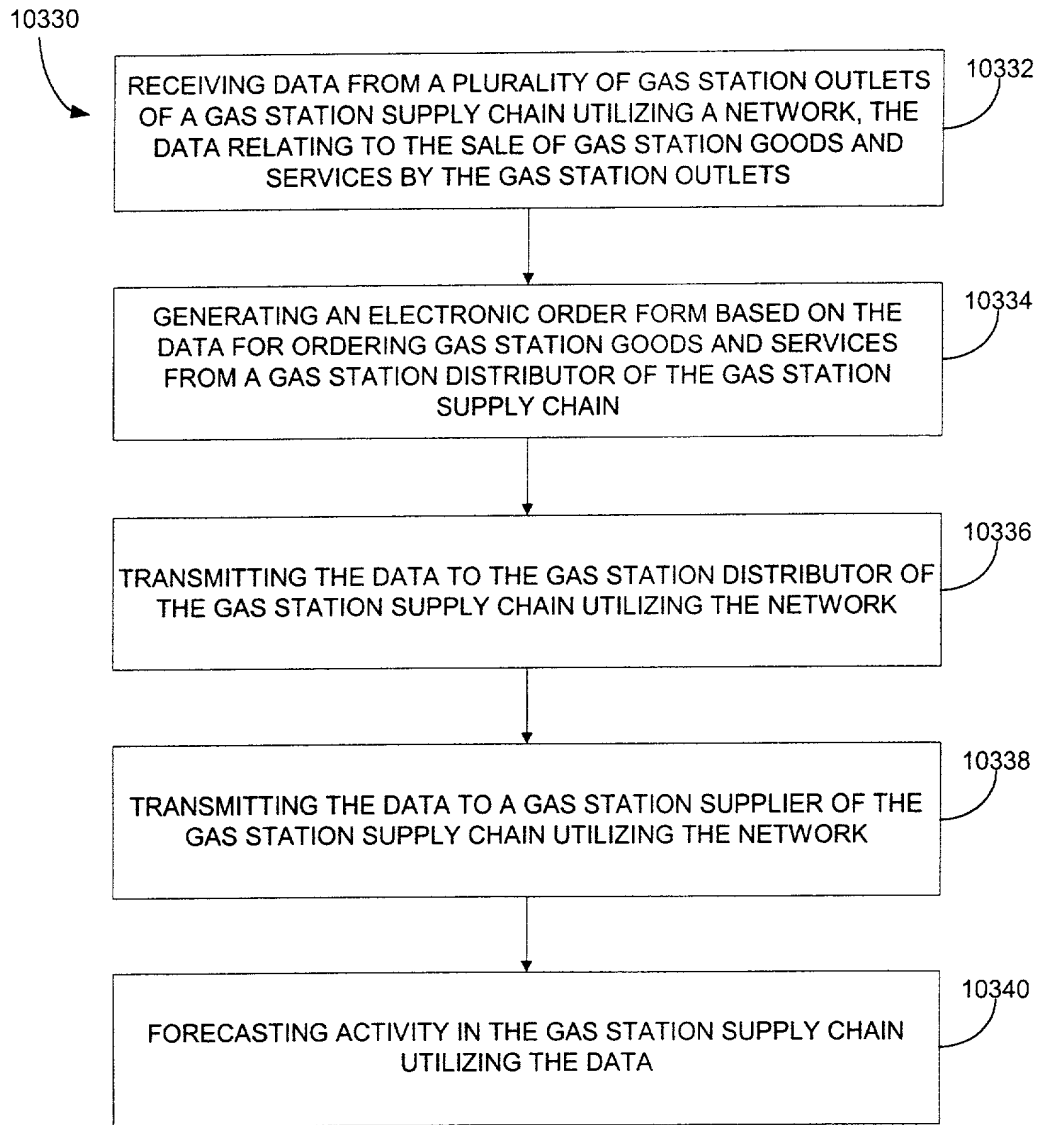 10330
10332
RECEIVING DATA FROM A PLURALITY OF GAS STATION OUTLETS
OF A GAS STATION SUPPLY CHAIN UTILIZING A NETWORK, THE
DATA RELATING TO THE SALE OF GAS STATION GOODS AND
SERVICES BY THE GAS STATION OUTLETS
10334
GENERATING AN ELECTRONIC ORDER FORM BASED ON THE
DATA FOR ORDERING GAS STATION GOODS AND SERVICES
FROM A GAS STATION DISTRIBUTOR OF THE GAS STATION
SUPPLY CHAIN
10336
TRANSMITTING THE DATA TO THE GAS STATION DISTRIBUTOR OF
THE GAS STATION SUPPLY CHAIN UTILIZING THE NETWORK
10338
TRANSMITTING THE DATA TO A GAS STATION SUPPLIER OF THE
GAS STATION SUPPLY CHAIN UTILIZING THE NETWORK
10340
FORECASTING ACTIVITY IN THE GAS STATION SUPPLY CHAIN
UTILIZING THE DATA